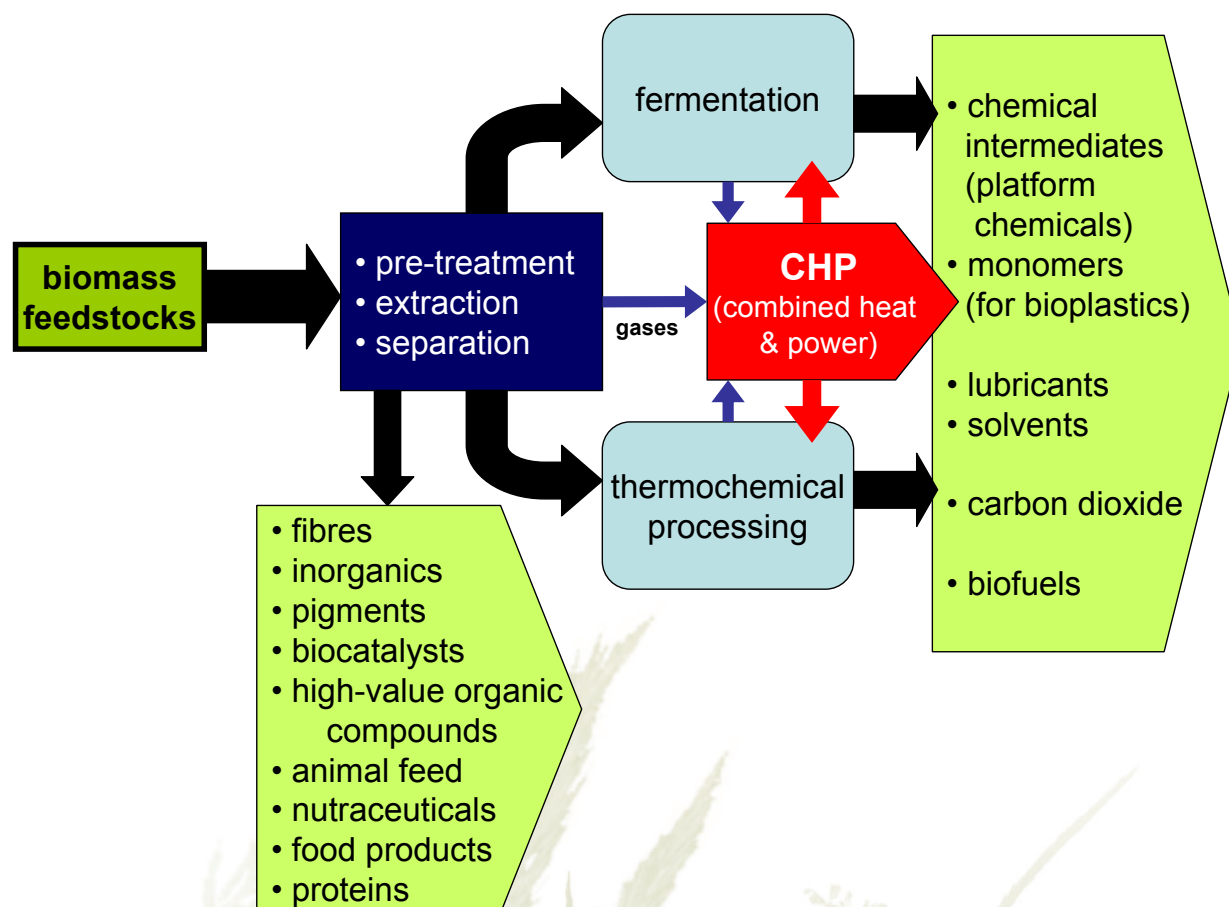 biomass
feedstocks
• pre-treatment
• extraction
• separation
fermentation
gases
CHP
(combined heat
& power)
thermochemical
processing
• chemical
intermediates
(platform
chemicals)
• monomers
(for bioplastics)
• lubricants
• solvents
• carbon dioxide
• biofuels
• fibres
• inorganics
• pigments
• biocatalysts
• high-value organic
compounds
• animal feed
• nutraceuticals
• food products
• proteins